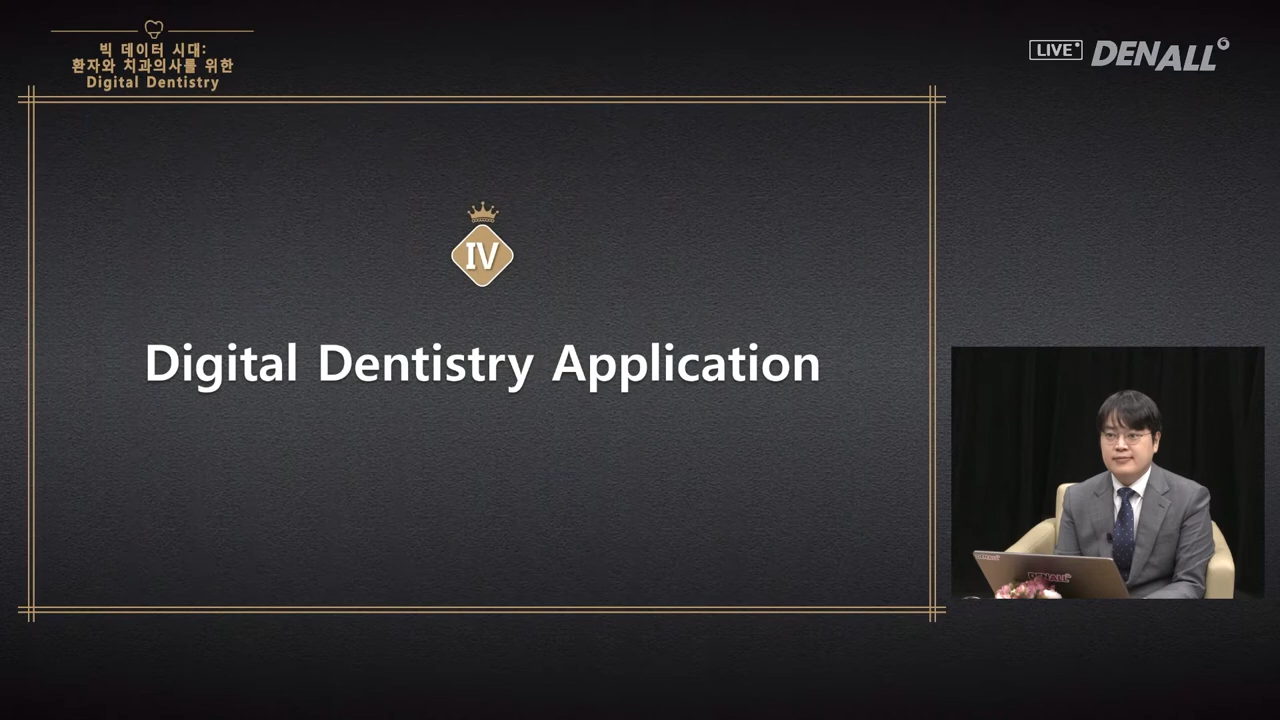 빅 데이터 시대:
환자와 치과의사를 위한
Digital Dentistry
LIVE
DENALL
IV
Digital Dentistry Application
DENALL